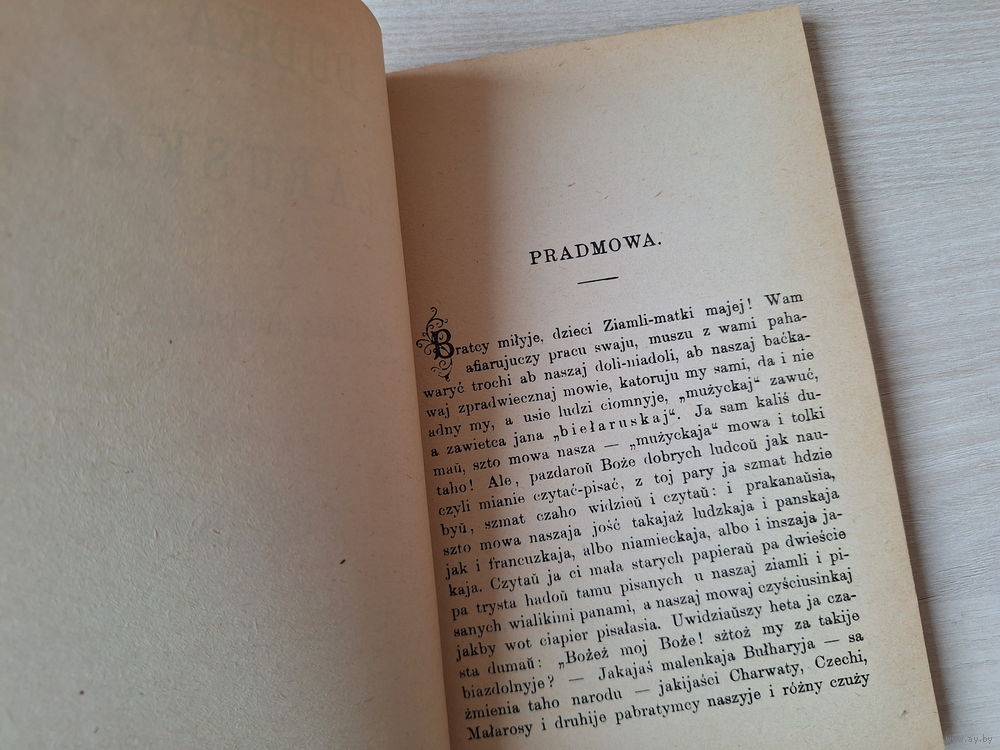 PRADMOWA.
Bratcy miłyje, dzieci Ziamli-matki majej! Wam
afiarujuczy pracu swaju, muszu z wami paha-
waryć trochi ab naszaj doli-niadoli, ab naszaj baćka-
waj zpradwiecznaj mowie, katoruju my sami, da i nie
adny my, a usie ludzi ciomnyje, „mużyckaj“ zawuć,
a zawietca jana „biełaruskaj“. Ja sam kaliś du-
maŭ, szto mowa nasza — „mużyckaja“ mowa i tolki
taho! Ale, pazdaroŭ Boże dobrych ludcoŭ jak nau-
czyli mianie czytać-pisać, z toj pary ja szmat hdzie
byŭ, szmat czaho widzieŭ i czytaŭ: i prakanaŭsia,
szto mowa naszaja jość takajaż ludzkaja i panskaja
jak i francuzkaja, albo niamieckaja, albo i inszaja ja-
kaja. Czytaŭ ja ci mała starych papieraŭ pa dwieście
pa trysta hadoŭ tamu pisanych u naszaj ziamli i pi-
sanych wialikimi panami, a naszaj mowaj czyściusinkaj
jakby wot ciapier pisałasia. Uwidziaŭszy heta ja cza-
sta dumaŭ: „Bożeż moj Boże! sztoż my za takije
biazdolnyje? — Jakajaś malenkaja Bułharyja — sa
żmienia taho narodu — jakijaści Charwaty, Czechi,
Małarosy i druhije pabratymcy naszyje i różny czuży
ay.by